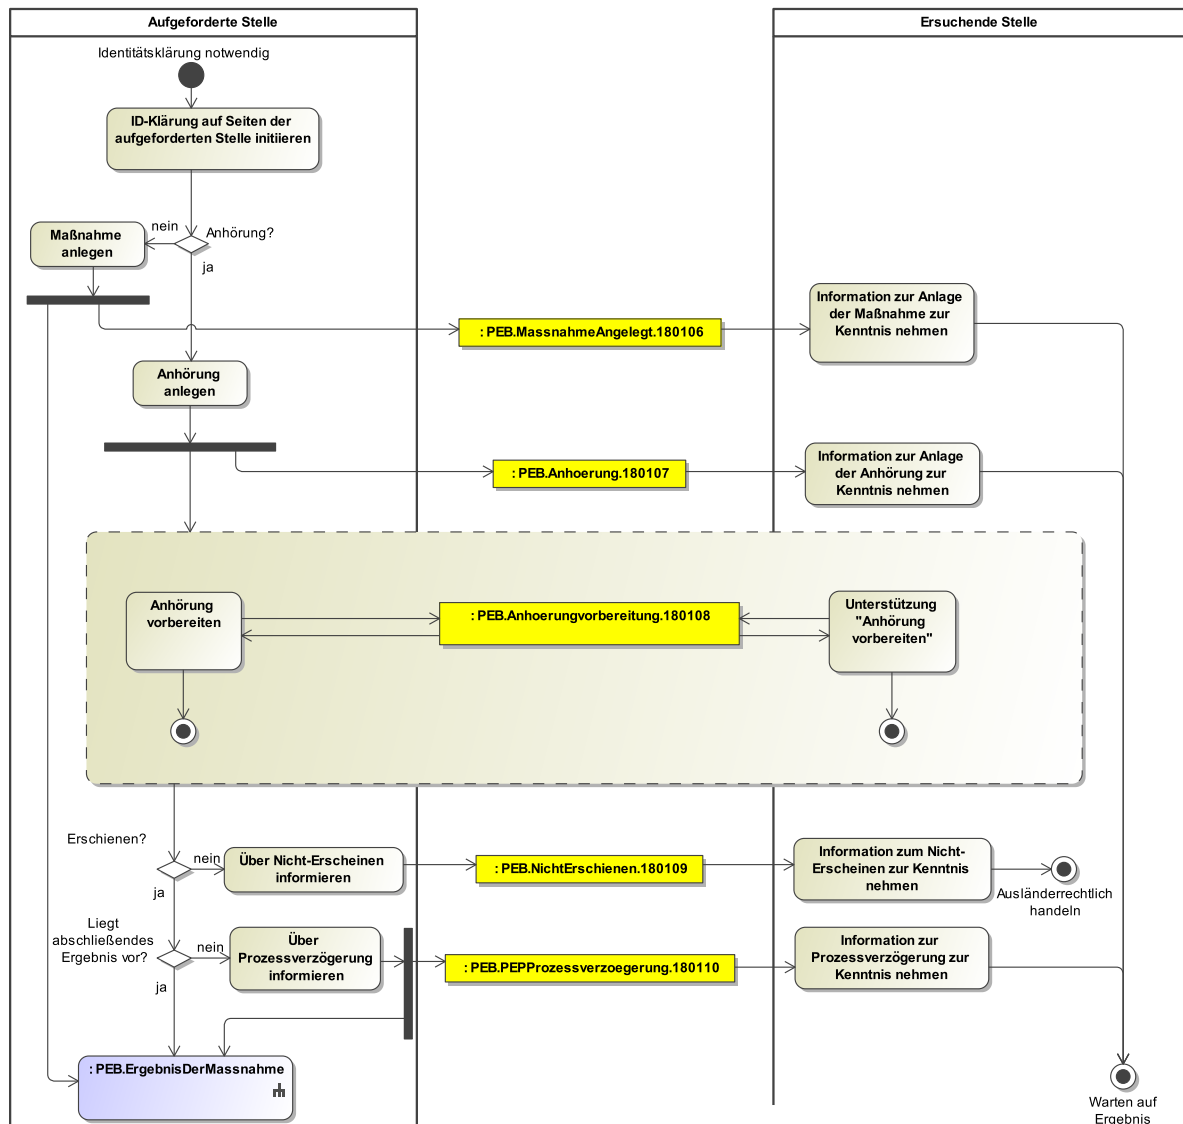 Aufgeforderte Stelle
Ersuchende Stelle
Identitätsklärung notwendig
ID-Klärung auf Seiten der
aufgeforderten Stelle initiieren
nein
Anhörung?
Maßnahme
anlegen
ja
: PEB.MassnahmeAngelegt.180106
Information zur Anlage
der Maßnahme zur
Kenntnis nehmen
Anhörung
anlegen
: PEB.Anhoerung.180107
Information zur Anlage
der Anhörung zur
Kenntnis nehmen
Anhörung
vorbereiten
: PEB.Anhoerungvorbereitung.180108
Unterstützung
"Anhörung
vorbereiten"
Erschienen?
nein
ja
Über Nicht-Erscheinen
informieren
: PEB.NichtErschienen.180109
Information zum Nicht-
Erscheinen zur Kenntnis
nehmen
Ausländerrechtlich
handeln
Liegt
abschließendes
Ergebnis vor?
nein
ja
Über
Prozessverzögerung
informieren
: PEB.PEPProzessverzoegerung.180110
Information zur
Prozessverzögerung zur
Kenntnis nehmen
: PEB.ErgebnisDerMassnahme
Warten auf
Ergebnis